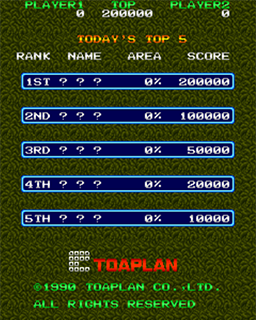 PLAYER1 TOP PLAYER2
0 200000 0
TODAY'S TOP 5
RANK NAME AREA SCORE
1ST ? ? ? 0% 200000
2ND ? ? ? 0% 100000
3RD ? ? ? 0% 50000
4TH ? ? ? 0% 20000
5TH ? ? ? 0% 10000
TOAPLAN
©1990 TOAPLAN CO.,LTD.
ALL RIGHTS RESERVED